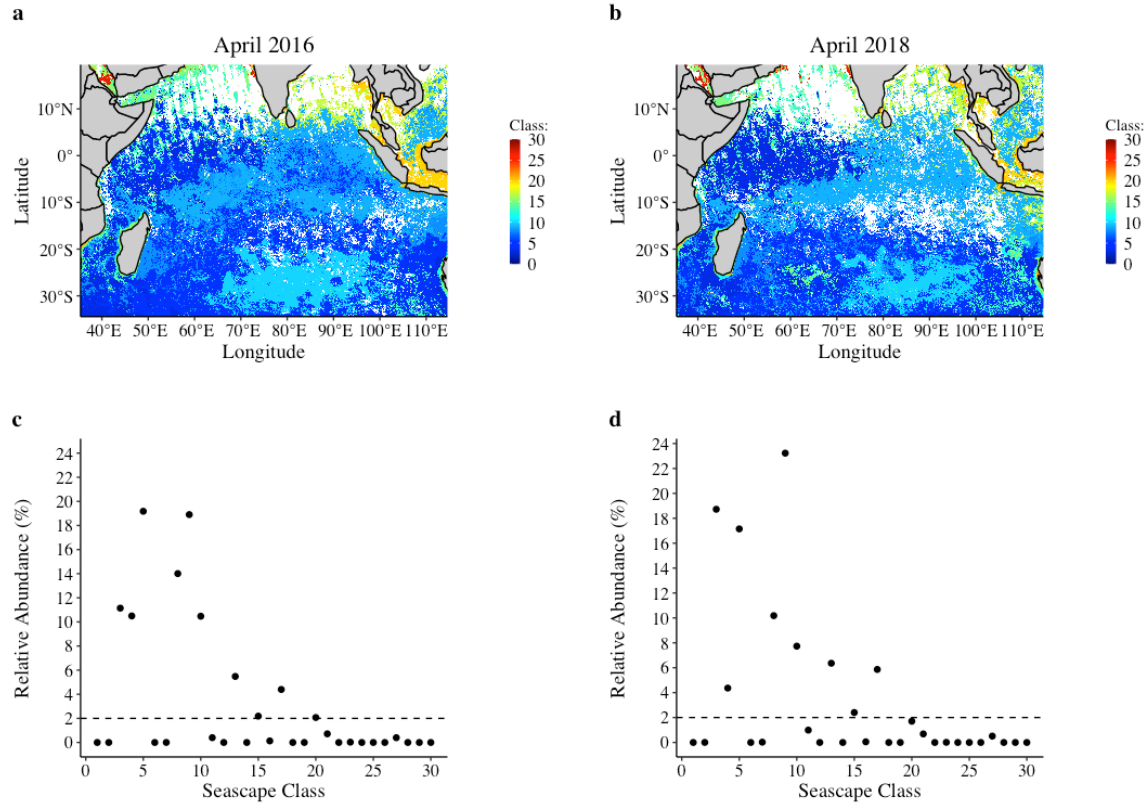 a
April 2016
10°N
0°
10°S
20°S
30°S
Latitude
40°E 50°E 60°E 70°E 80°E 90°E 100°E 110°E
Longitude
Class:
30
25
20
15
10
5
0
b
April 2018
10°N
0°
10°S
20°S
30°S
Latitude
40°E 50°E 60°E 70°E 80°E 90°E 100°E 110°E
Longitude
Class:
30
25
20
15
10
5
0
c
24
22
20
18
16
14
12
10
8
6
4
2
0
Relative Abundance (%)
0 5 10 15 20 25 30
Seascape Class
d
24
22
20
18
16
14
12
10
8
6
4
2
0
Relative Abundance (%)
0 5 10 15 20 25 30
Seascape Class